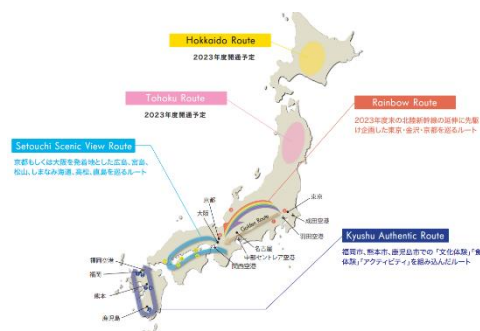 Hokkaido Route
2023年度開通予定
Tohoku Route
2023年度開通予定
Rainbow Route
2023年度末の北陸新幹線の延伸に先駆
け企画した東京・金沢・京都を巡るルート
Setouchi Scenic View Route
京都もしくは大阪を発着地とした広島、宮島、
松山、しまなみ海道、高松、直島を巡るルート
京都
大阪
Golden Route
東京
成田空港
羽田空港
名古屋
中部セントレア空港
関西空港
福岡空港
福岡
熊本
鹿児島
Kyushu Authentic Route
福岡市、熊本市、鹿児島市での「文化体験」「食
体験」「アクティビティ」を組み込んだルート